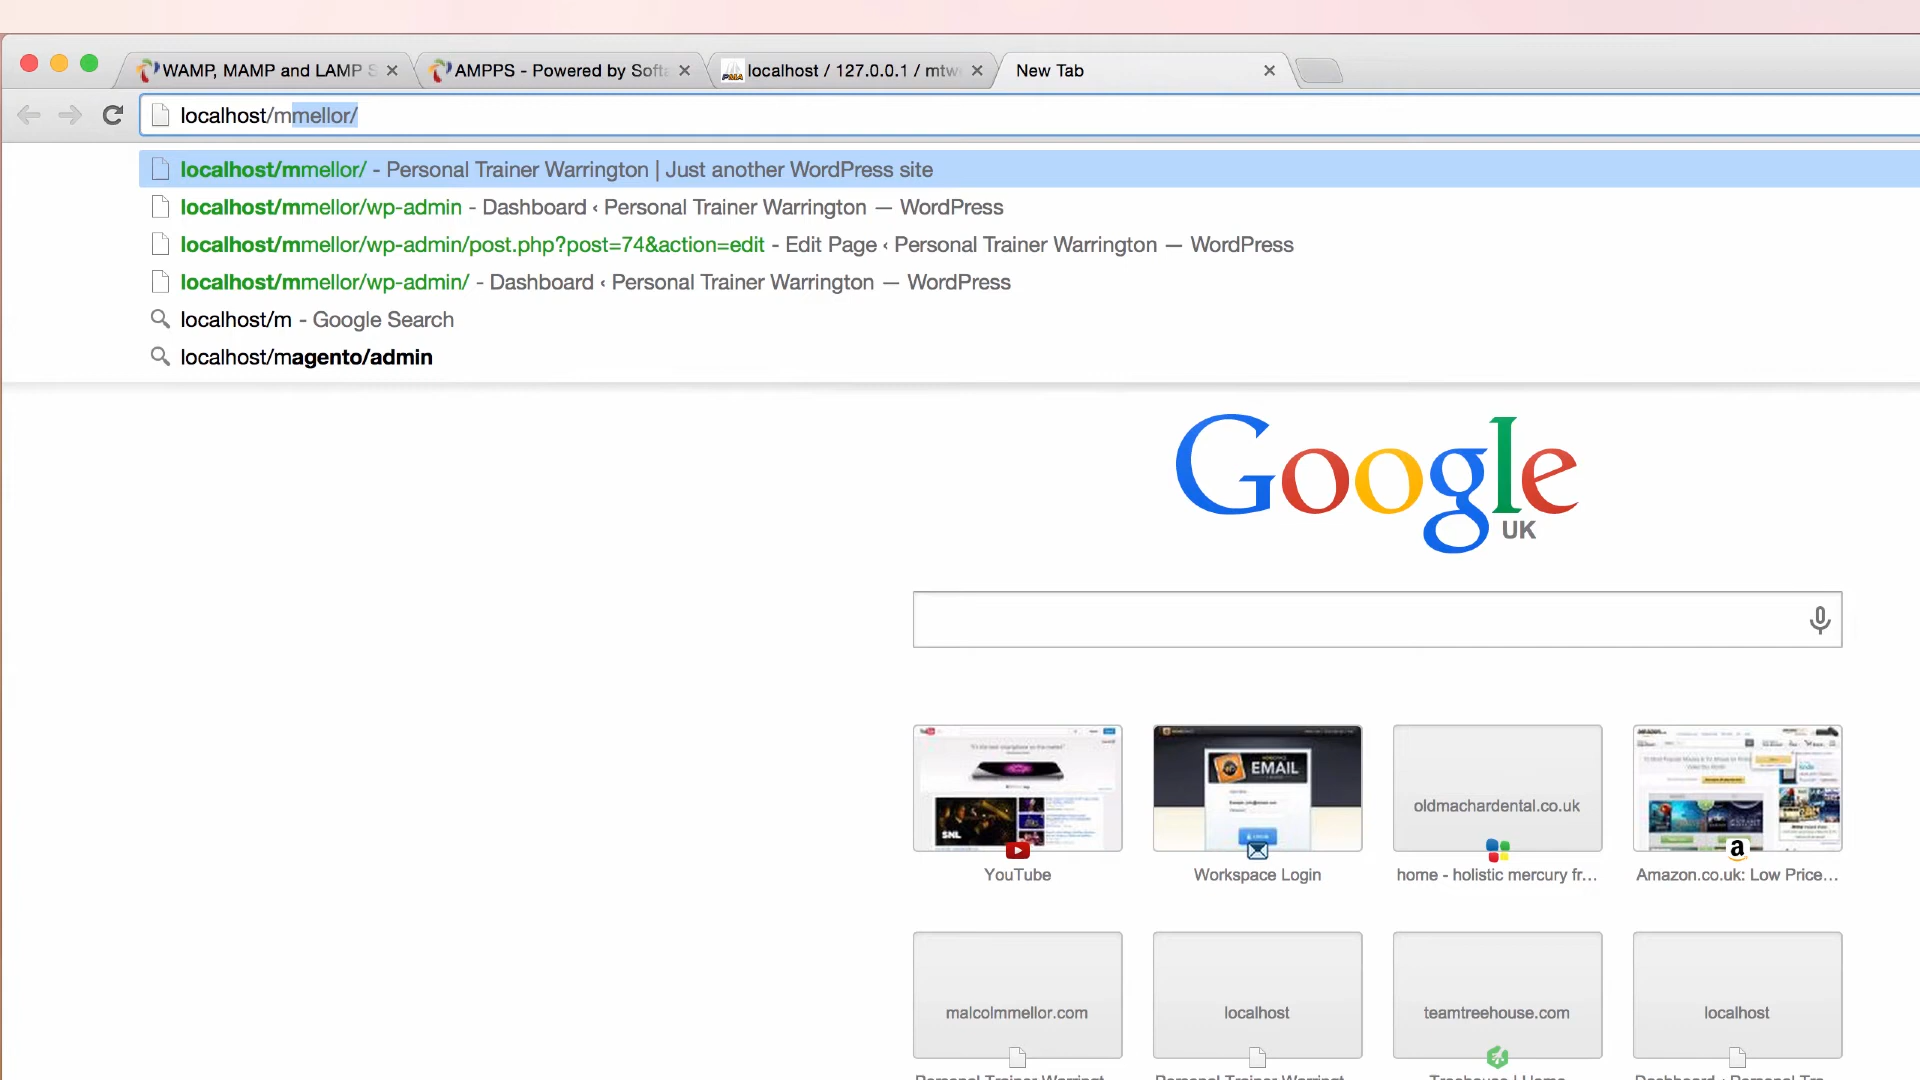 WAMP, MAMP and LAMP S
AMPPS - Powered by Softa
localhost / 127.0.0.1 / mtw
New Tab
localhost/mmellor/
localhost/mmellor/ - Personal Trainer Warrington | Just another WordPress site
localhost/mmellor/wp-admin - Dashboard ‹ Personal Trainer Warrington — WordPress
localhost/mmellor/wp-admin/post.php?post=74&action=edit - Edit Page ‹ Personal Trainer Warrington — WordPress
localhost/mmellor/wp-admin/ - Dashboard ‹ Personal Trainer Warrington — WordPress
localhost/m - Google Search
localhost/magento/admin
Google
UK
SNL
EMAIL
oldmachardental.co.uk
YouTube
Workspace Login
home - holistic mercury fr...
Amazon.co.uk: Low Price...
malcolmmellor.com
localhost
teamtreehouse.com
localhost